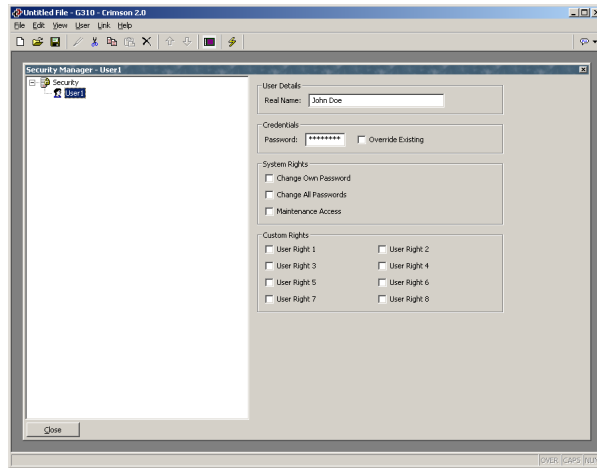 Untitled File - G310 - Crimson 2.0
File Edit View User Link Help
Security Manager - User1
Security
User1
User Details
Real Name: John Doe
Credentials
Password: ******** Override Existing
System Rights
Change Own Password
Change All Passwords
Maintenance Access
Custom Rights
User Right 1 User Right 2
User Right 3 User Right 4
User Right 5 User Right 6
User Right 7 User Right 8
Close
OVER CAPS NU